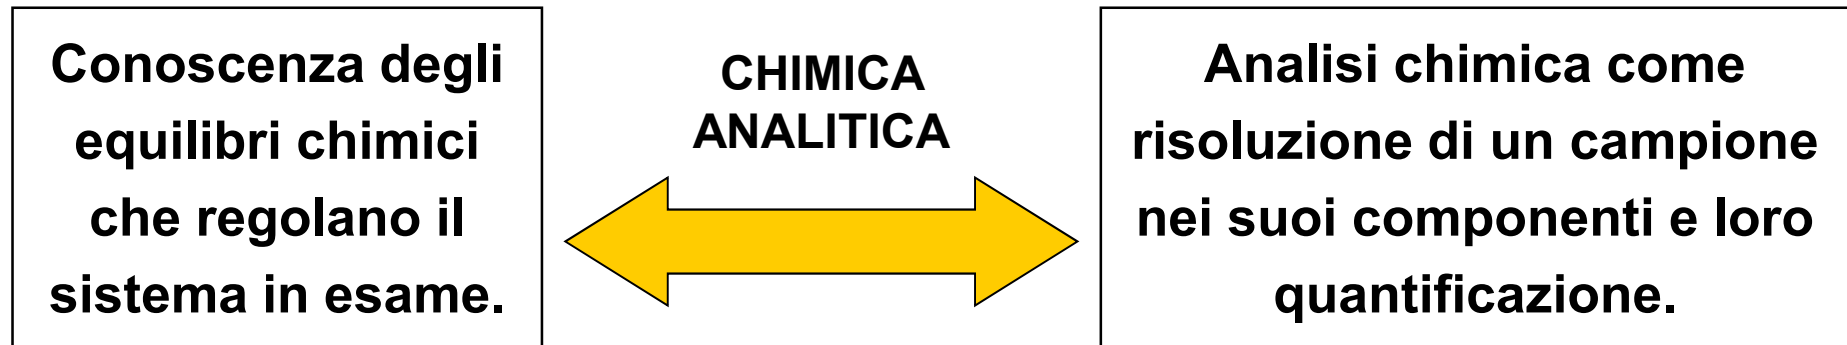 Conoscenza degli
equilibri chimici
che regolano il
sistema in esame.
CHIMICA
ANALITICA
Analisi chimica come
risoluzione di un campione
nei suoi componenti e loro
quantificazione.